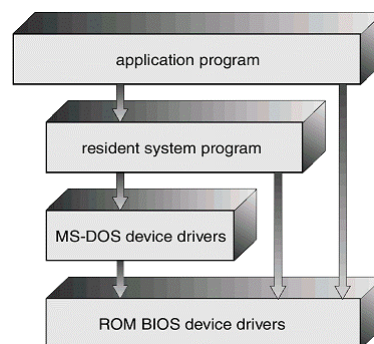 application program
resident system program
MS-DOS device drivers
ROM BIOS device drivers